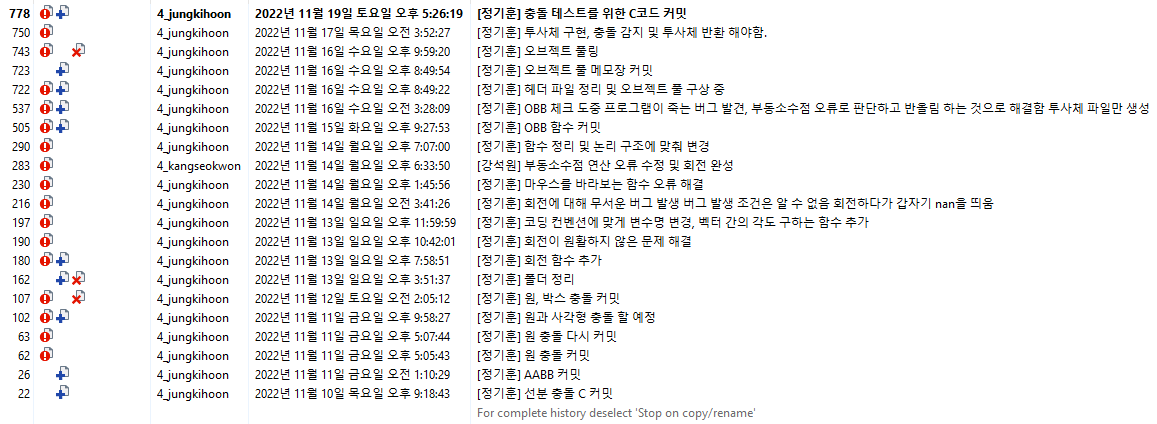 778 4_jungkihoon 2022년 11월 19일 토요일 오후 5:26:19 [정기훈] 충돌 테스트를 위한 C코드 커밋
750 4_jungkihoon 2022년 11월 17일 목요일 오전 3:52:27 [정기훈] 투사체 구현, 충돌 감지 및 투사체 반환 해야함.
743 4_jungkihoon 2022년 11월 16일 수요일 오후 9:59:20 [정기훈] 오브젝트 풀링
723 4_jungkihoon 2022년 11월 16일 수요일 오후 8:49:54 [정기훈] 오브젝트 풀 메모장 커밋
722 4_jungkihoon 2022년 11월 16일 수요일 오후 8:49:22 [정기훈] 헤더 파일 정리 및 오브젝트 풀 구상 중
537 4_jungkihoon 2022년 11월 16일 수요일 오후 3:28:09 [정기훈] OBB 체크 도중 프로그램이 죽는 버그 발견, 부동소수점 오류로 판단하고 반올림 하는 것으로 해결함 투사체 파일만 생성
505 4_jungkihoon 2022년 11월 15일 화요일 오후 9:27:53 [정기훈] OBB 함수 커밋
290 4_jungkihoon 2022년 11월 14일 월요일 오후 7:07:00 [정기훈] 함수 정리 및 논리 구조에 맞춰 변경
283 4_kangseokwon 2022년 11월 14일 월요일 오후 6:33:50 [강석원] 부동소수점 연산 오류 수정 및 회전 완성
230 4_jungkihoon 2022년 11월 14일 월요일 오후 1:45:56 [정기훈] 마우스를 바라보는 함수 오류 해결
216 4_jungkihoon 2022년 11월 14일 월요일 오전 3:41:26 [정기훈] 회전에 대해 무서운 버그 발생 버그 발생 조건은 알 수 없음 회전하다가 갑자기 nan을 띄움
197 4_jungkihoon 2022년 11월 13일 일요일 오후 11:59:59 [정기훈] 코딩 컨벤션에 맞게 변수명 변경, 벡터 간의 각도 구하는 함수 추가
190 4_jungkihoon 2022년 11월 13일 일요일 오후 10:42:01 [정기훈] 회전이 원활하지 않은 문제 해결
180 4_jungkihoon 2022년 11월 13일 일요일 오후 7:58:51 [정기훈] 회전 함수 추가
162 4_jungkihoon 2022년 11월 13일 일요일 오후 3:51:37 [정기훈] 폴더 정리
107 4_jungkihoon 2022년 11월 12일 토요일 오전 2:05:12 [정기훈] 원, 박스 충돌 커밋
102 4_jungkihoon 2022년 11월 11일 금요일 오후 9:58:27 [정기훈] 원과 사각형 충돌 할 예정
63 4_jungkihoon 2022년 11월 11일 금요일 오후 5:07:44 [정기훈] 원 충돌 다시 커밋
62 4_jungkihoon 2022년 11월 11일 금요일 오후 5:05:43 [정기훈] 원 충돌 커밋
26 4_jungkihoon 2022년 11월 11일 금요일 오전 1:10:29 [정기훈] AABB 커밋
22 4_jungkihoon 2022년 11월 10일 목요일 오후 9:18:43 [정기훈] 선분 충돌 C 커밋
For complete history deselect 'Stop on copy/rename'